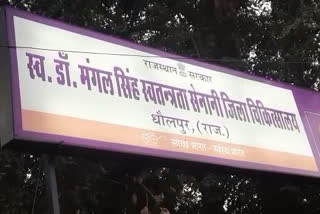 राजस्थान सरकार
स्व. डॉ. मंगल सिंह स्वतन्त्रता सेनानी जिला चिकित्सालय
धौलपुर, (राज.)
स्वच्छ भारत - स्वस्थ भारत